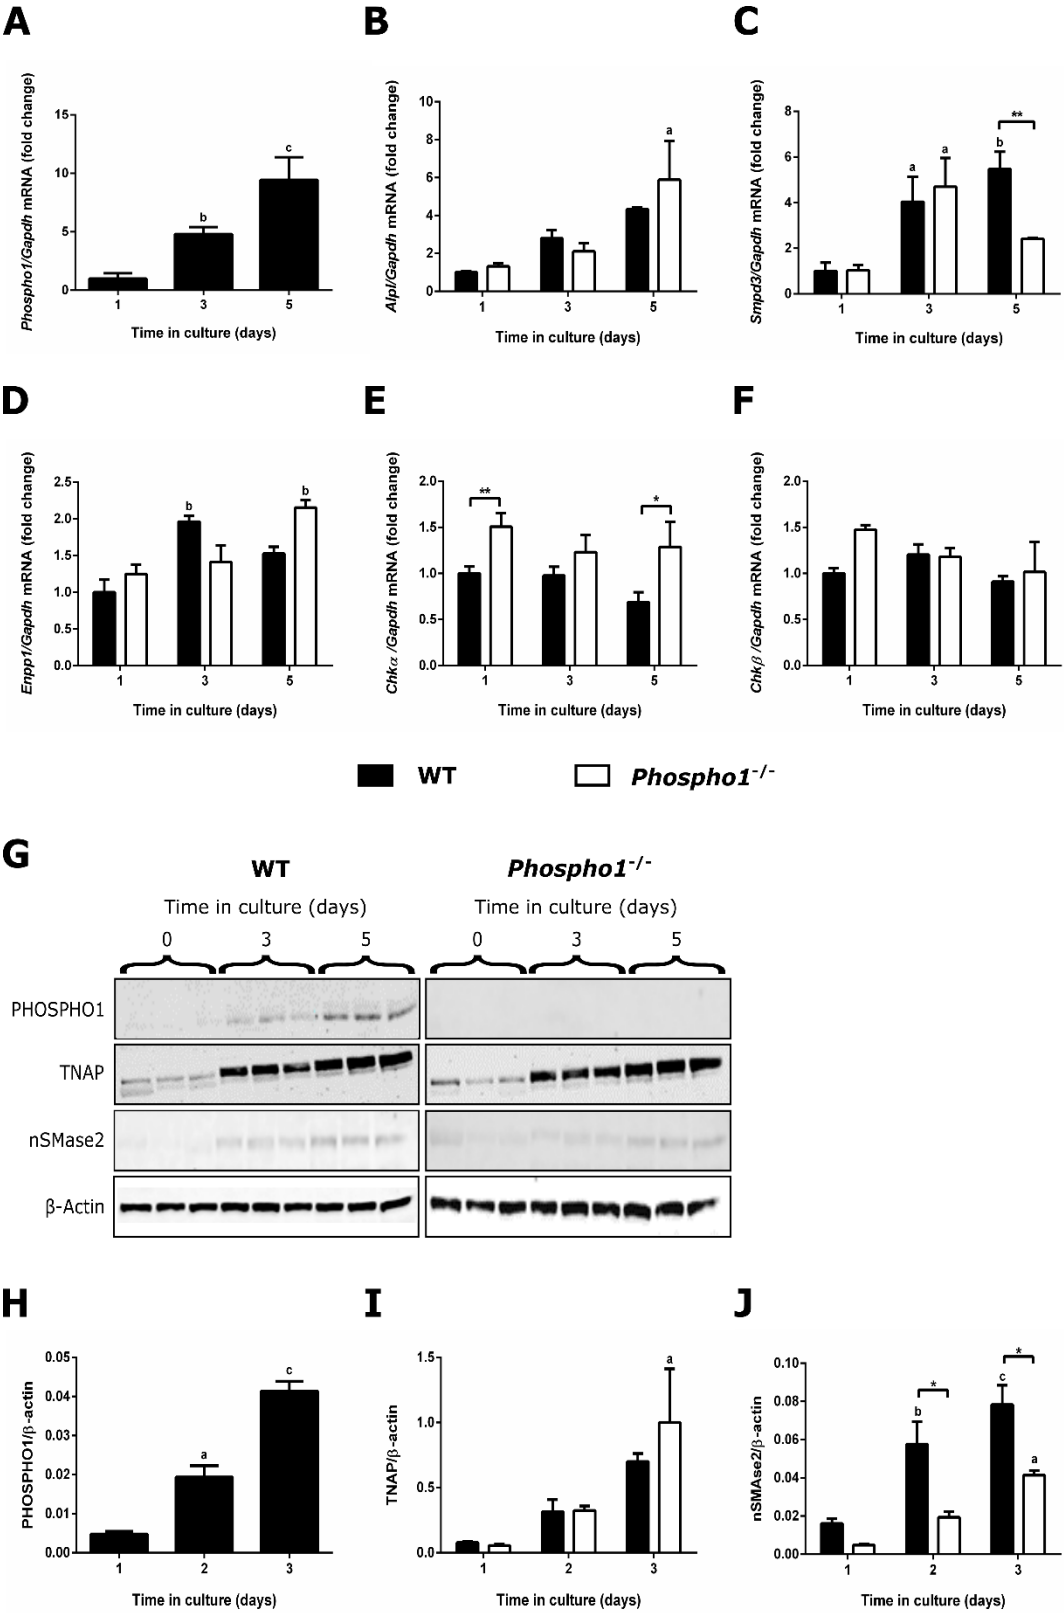 A
B
C
Phospho1/Gapdh mRNA (fold change)
15
10
5
0
b
c
1 3 5
Time in culture (days)
Alpl/Gapdh mRNA (fold change)
10
8
6
4
2
0
a
1 3 5
Time in culture (days)
Smpd3/Gapdh mRNA (fold change)
8
6
4
2
0
a
a
b
**
1 3 5
Time in culture (days)
D
E
F
Enpp1/Gapdh mRNA (fold change)
2.5
2.0
1.5
1.0
0.5
0.0
b
b
1 3 5
Time in culture (days)
Chkα /Gapdh mRNA (fold change)
2.0
1.5
1.0
0.5
0.0
**
*
1 3 5
Time in culture (days)
Chkβ /Gapdh mRNA (fold change)
2.0
1.5
1.0
0.5
0.0
1 3 5
Time in culture (days)
WT
Phospho1-/-
G
WT
Phospho1-/-
Time in culture (days)
Time in culture (days)
0 3 5
0 3 5
PHOSPHO1
TNAP
nSMase2
β-Actin
H
I
J
PHOSPHO1/β-actin
0.05
0.04
0.03
0.02
0.01
0.00
a
c
1 2 3
Time in culture (days)
TNAP/β-actin
1.5
1.0
0.5
0.0
a
1 2 3
Time in culture (days)
nSMAse2/β-actin
0.10
0.08
0.06
0.04
0.02
0.00
b
*
c
*
a
1 2 3
Time in culture (days)